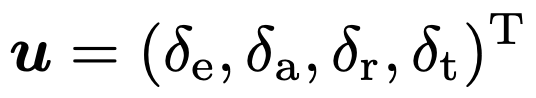 𝒖 = (δₑ, δₐ, δᵣ, δₜ)ᵀ